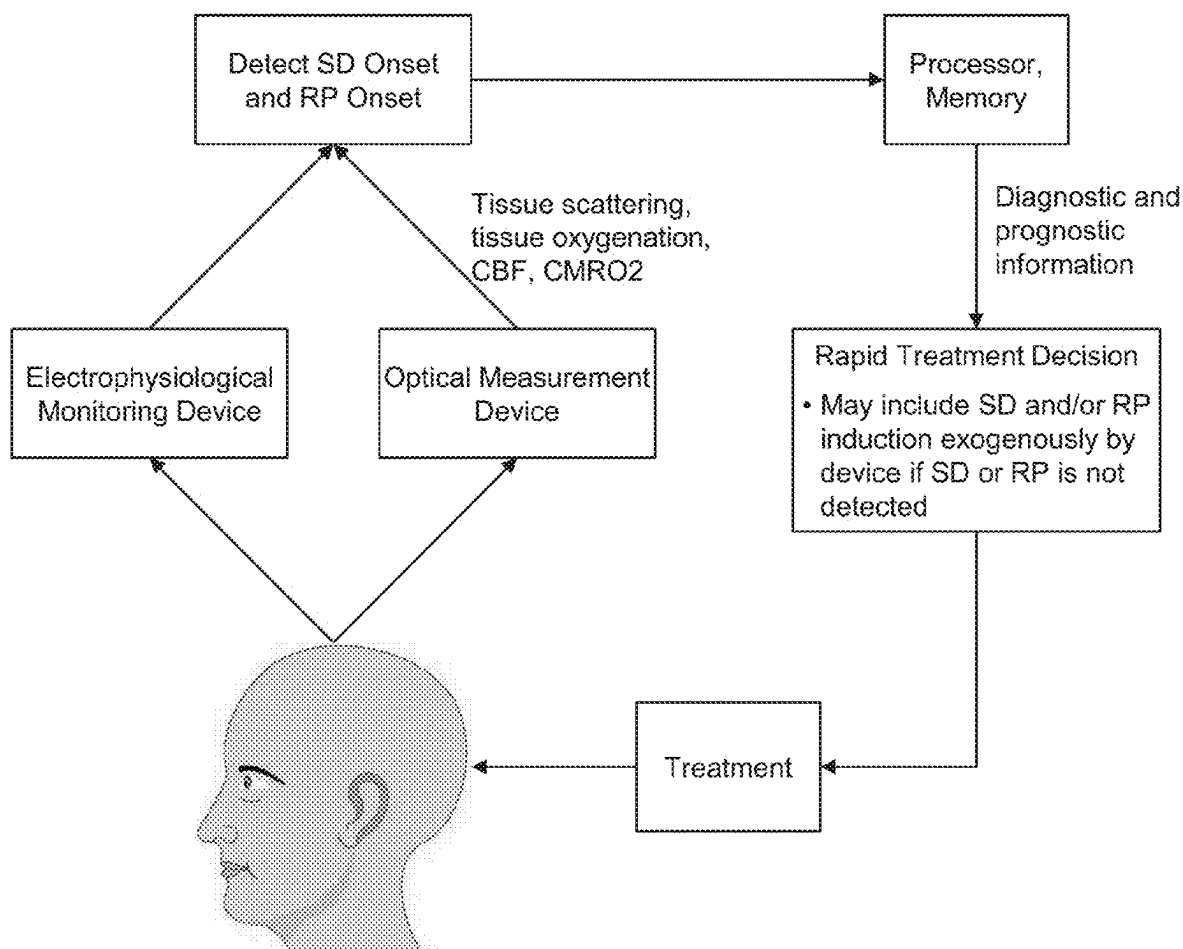 Detect SD Onset
and RP Onset
Processor,
Memory
Tissue scattering,
tissue oxygenation,
CBF, CMRO2
Diagnostic and
prognostic
information
Electrophysiological
Monitoring Device
Optical Measurement
Device
Rapid Treatment Decision
• May include SD and/or RP
induction exogenously by
device if SD or RP is not
detected
Treatment